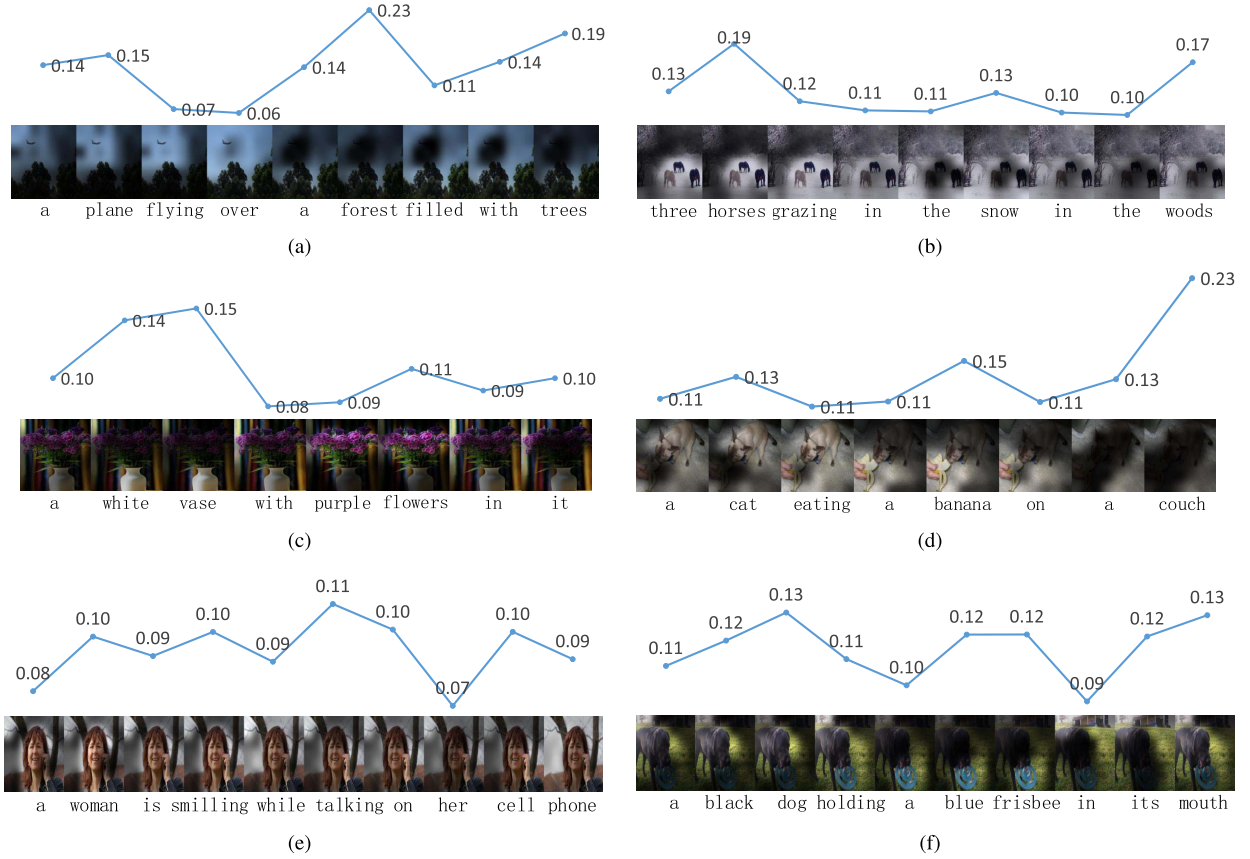 0.14 0.15 0.07 0.06 0.14 0.23 0.11 0.14 0.19
a plane flying over a forest filled with trees
(a)
0.13 0.19 0.12 0.11 0.11 0.13 0.10 0.10 0.17
three horses grazing in the snow in the woods
(b)
0.10 0.14 0.15 0.08 0.09 0.11 0.09 0.10
a white vase with purple flowers in it
(c)
0.11 0.13 0.11 0.11 0.15 0.11 0.13 0.23
a cat eating a banana on a couch
(d)
0.08 0.10 0.09 0.10 0.09 0.11 0.10 0.07 0.10 0.09
a woman is smilling while talking on her cell phone
(e)
0.11 0.12 0.13 0.11 0.10 0.12 0.12 0.09 0.12 0.13
a black dog holding a blue frisbee in its mouth
(f)